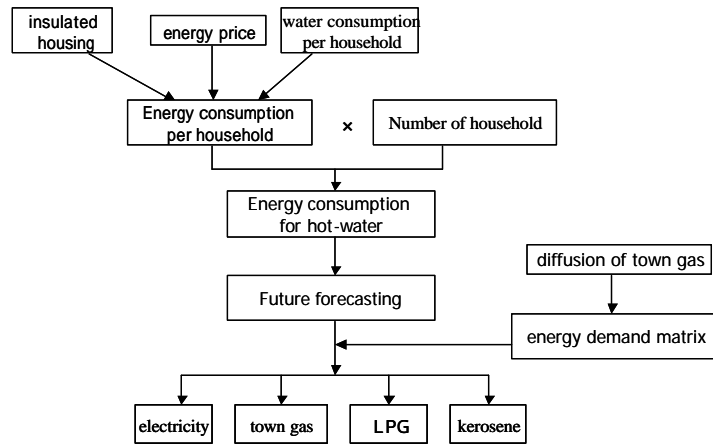 insulated
housing
energy price
water consumption
per household
Energy consumption
per household
×
Number of household
Energy consumption
for hot-water
diffusion of town gas
Future forecasting
energy demand matrix
electricity
town gas
LPG
kerosene